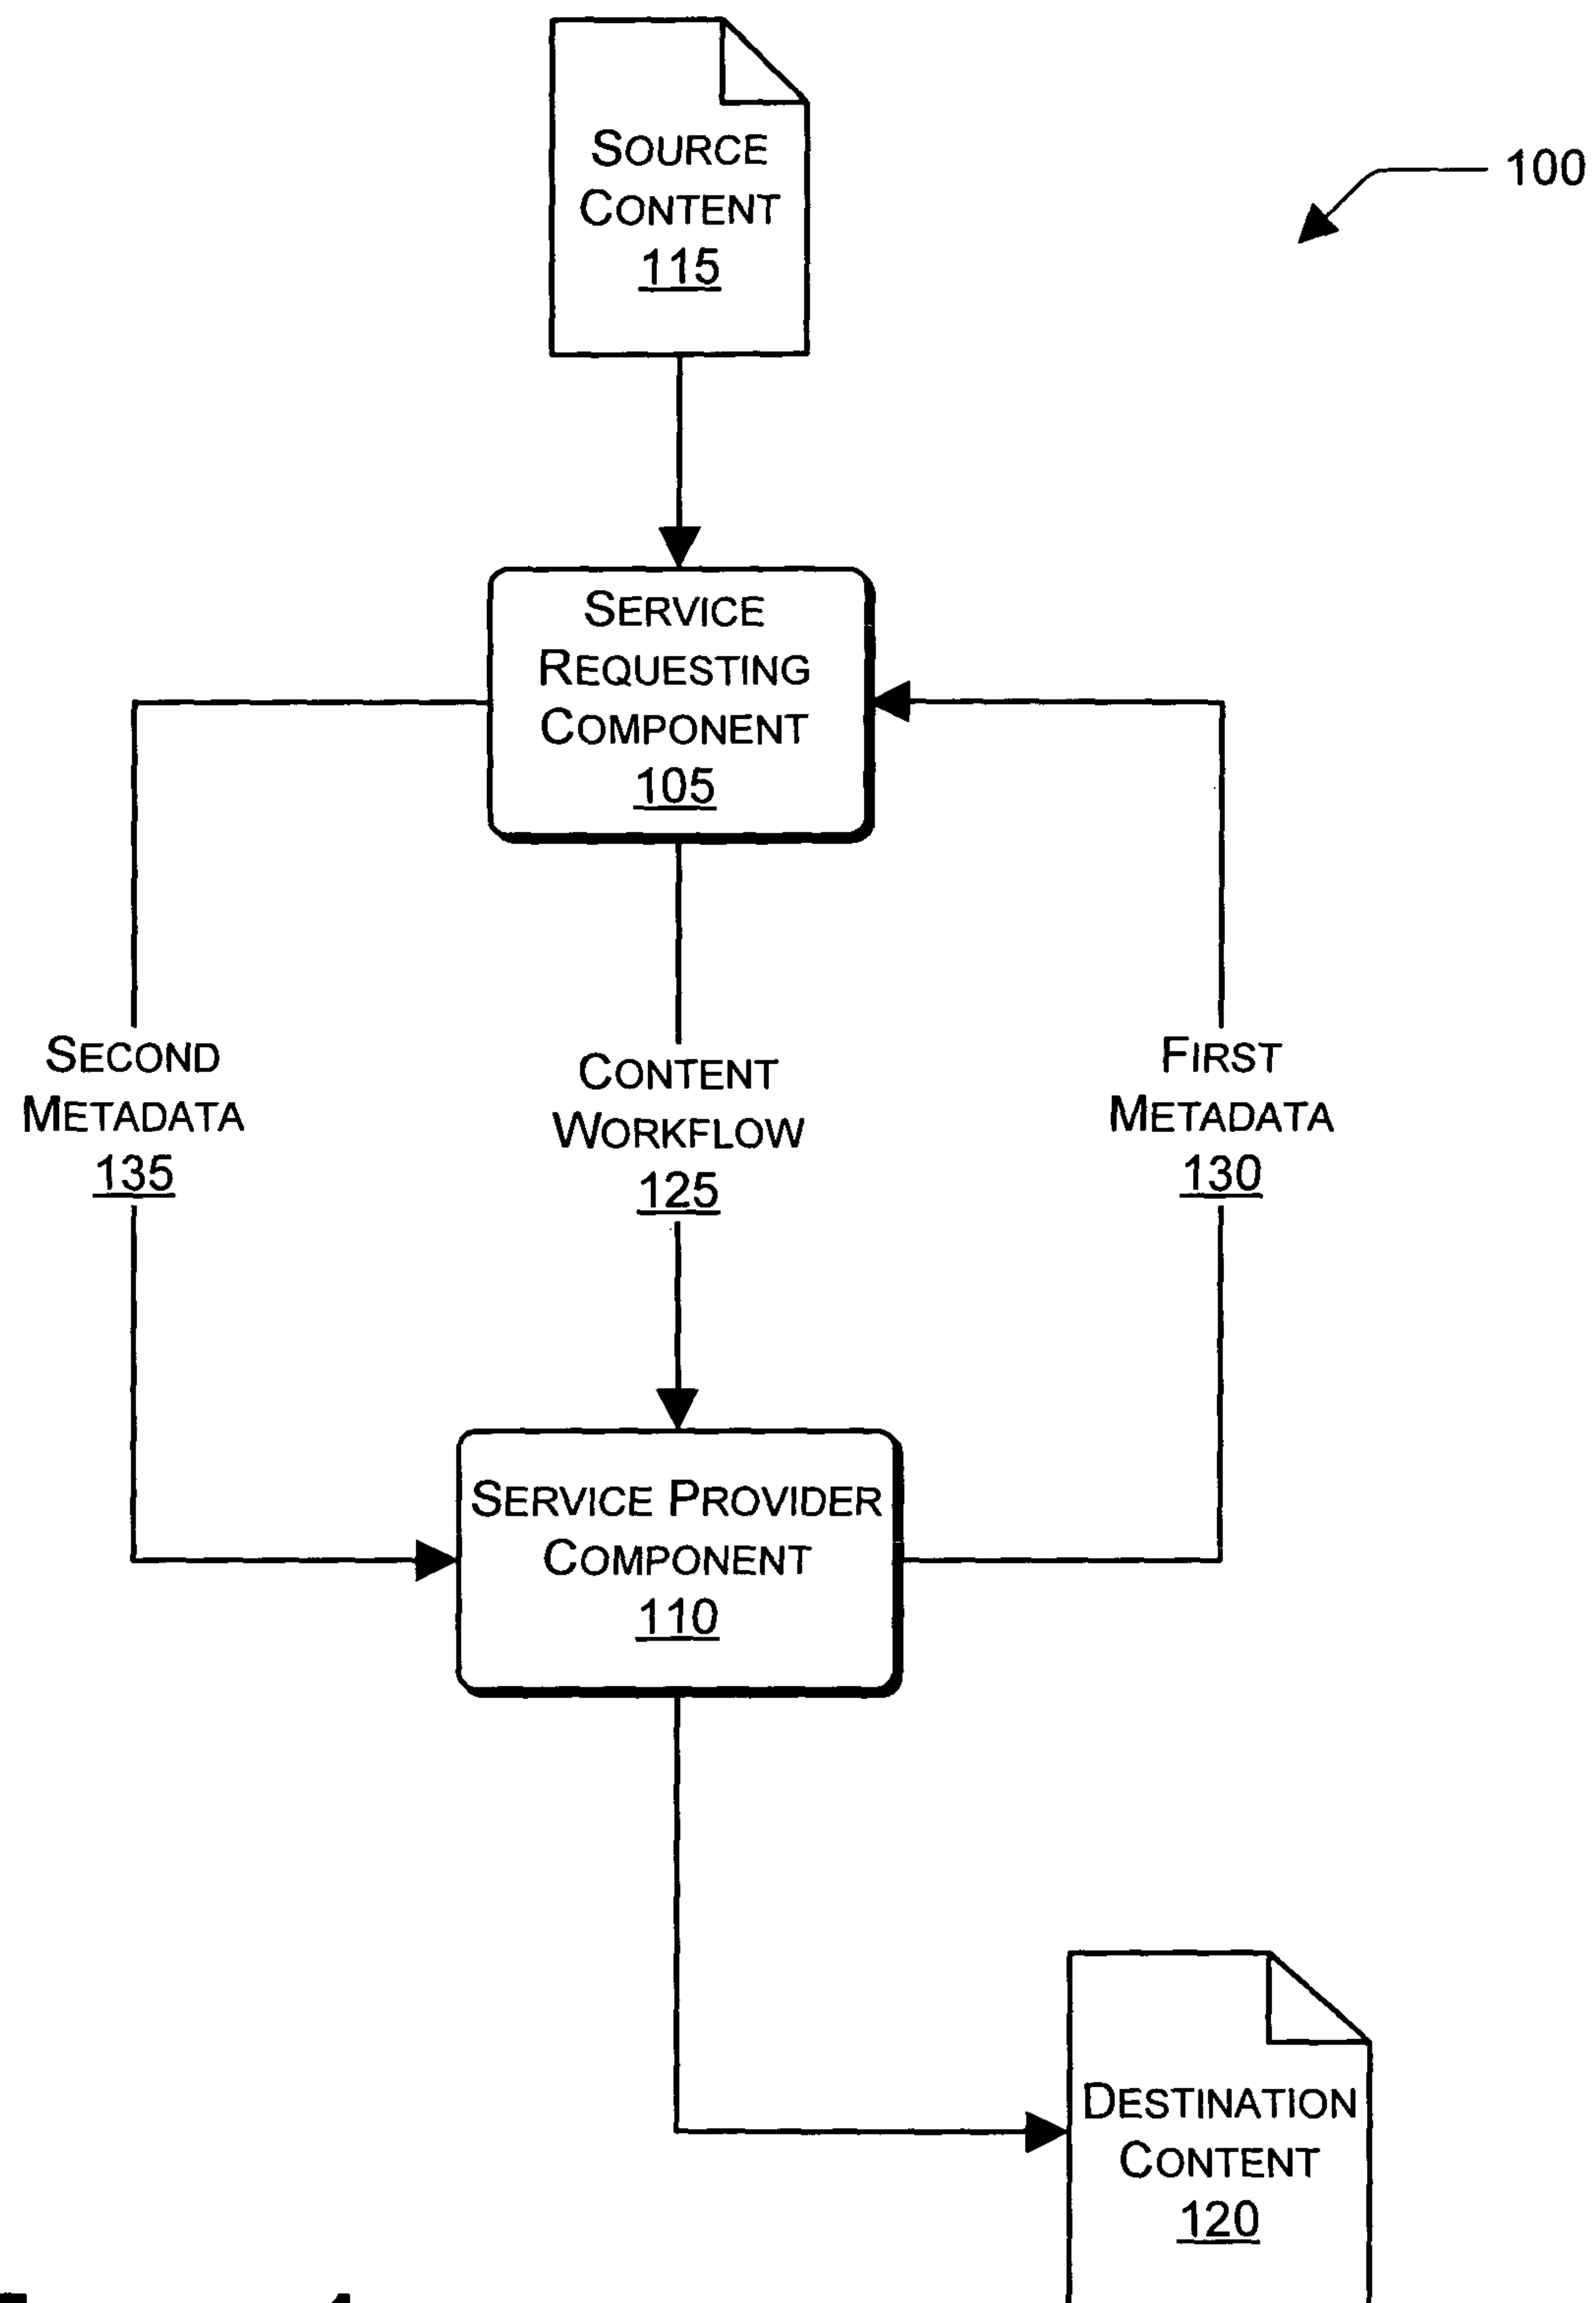 SOURCE
CONTENT
115
100
SERVICE
REQUESTING
COMPONENT
105
SECOND
METADATA
135
CONTENT
WORKFLOW
125
FIRST
METADATA
130
SERVICE PROVIDER
COMPONENT
110
DESTINATION
CONTENT
120